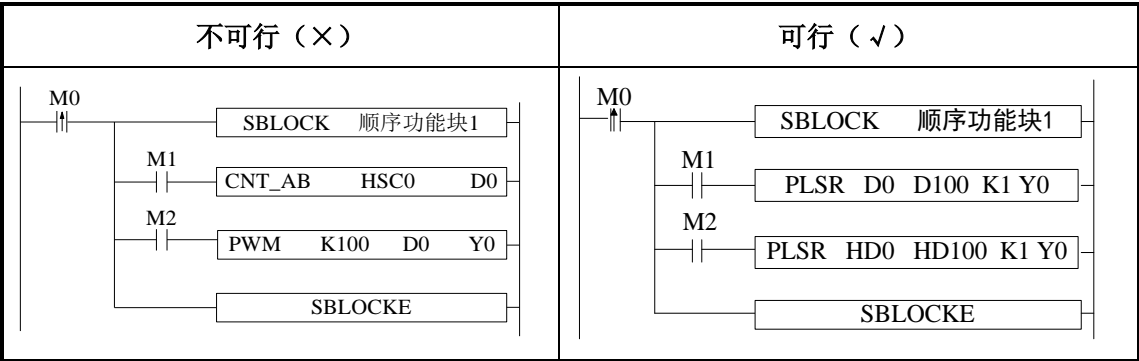 不可行（×）
可行（√）
M0
SBLOCK 顺序功能块1
M1
CNT_AB HSC0 D0
M2
PWM K100 D0 Y0
SBLOCKE
M0
SBLOCK 顺序功能块1
M1
PLSR D0 D100 K1 Y0
M2
PLSR HD0 HD100 K1 Y0
SBLOCKE